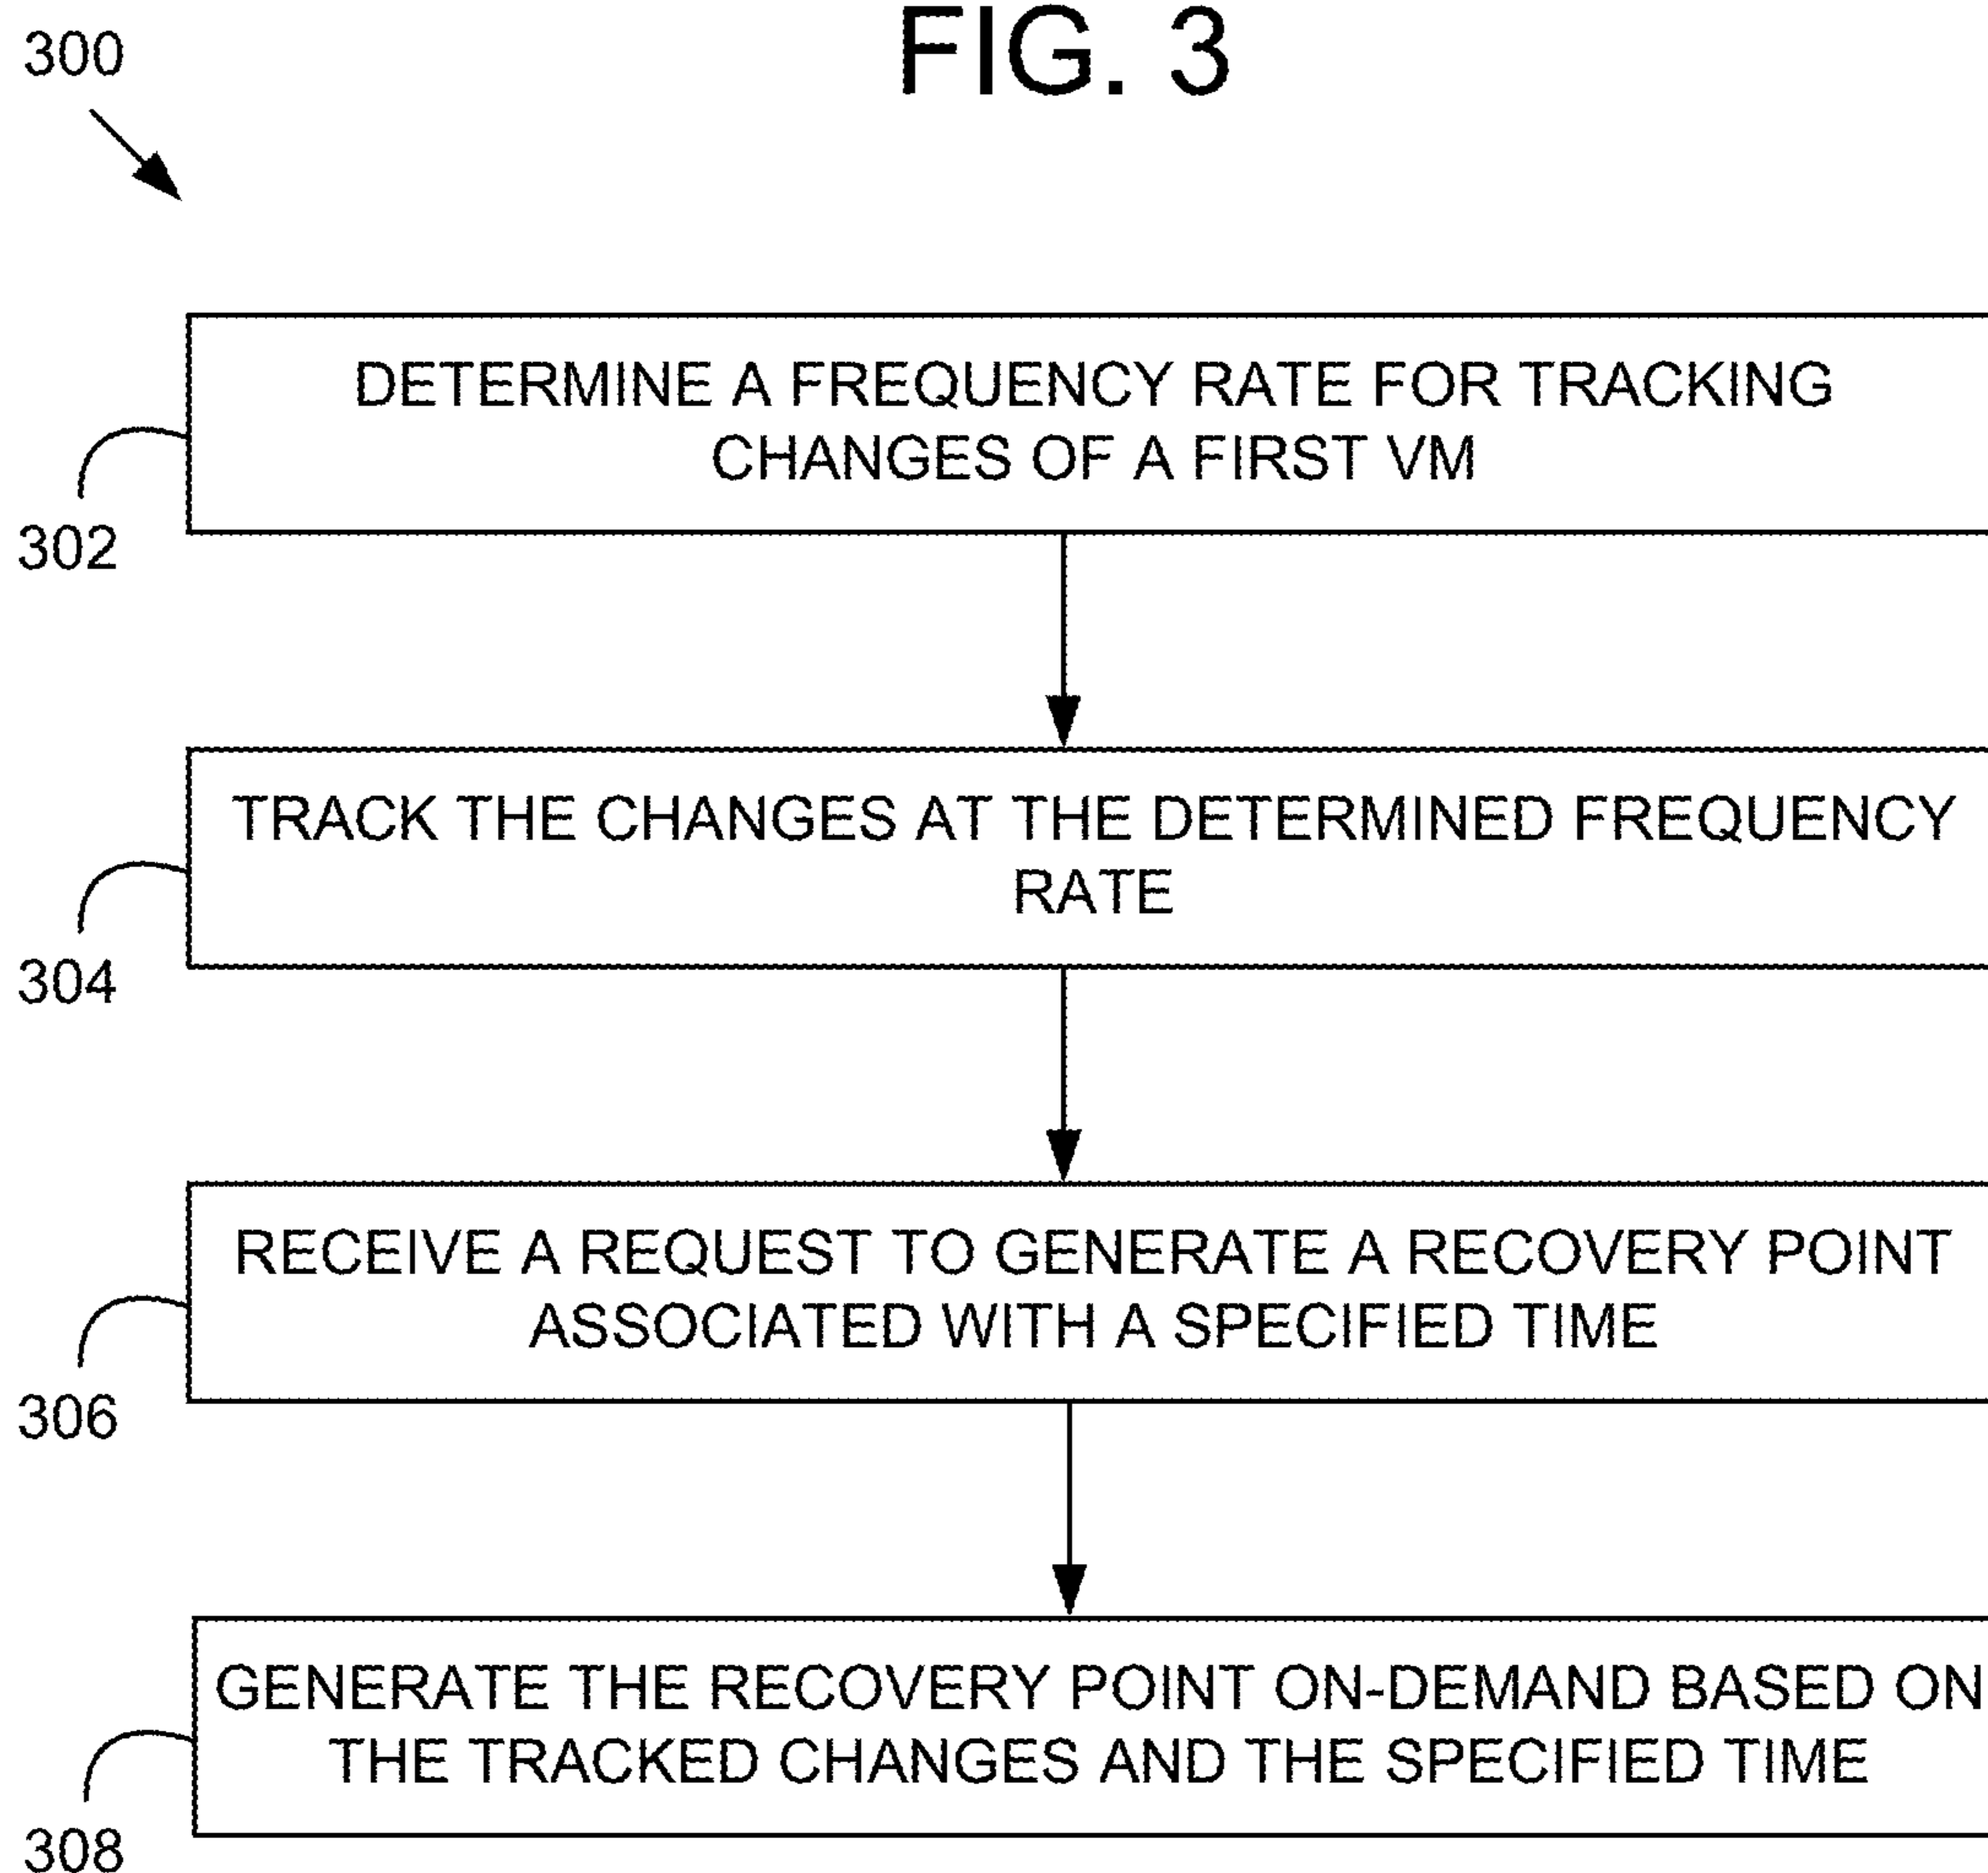 FIG. 3
300
DETERMINE A FREQUENCY RATE FOR TRACKING
CHANGES OF A FIRST VM
302
TRACK THE CHANGES AT THE DETERMINED FREQUENCY
RATE
304
RECEIVE A REQUEST TO GENERATE A RECOVERY POINT
ASSOCIATED WITH A SPECIFIED TIME
306
GENERATE THE RECOVERY POINT ON-DEMAND BASED ON
THE TRACKED CHANGES AND THE SPECIFIED TIME
308